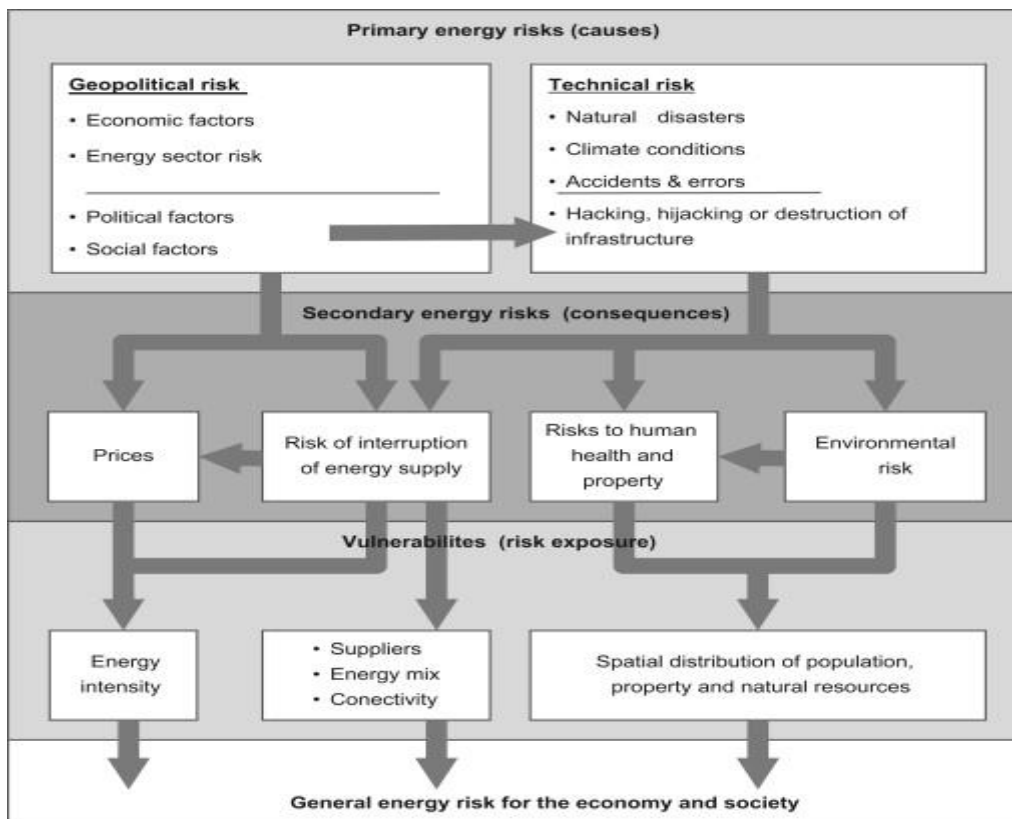 Primary energy risks (causes)
Geopolitical risk
• Economic factors
• Energy sector risk
• Political factors
• Social factors
Technical risk
• Natural disasters
• Climate conditions
• Accidents & errors
• Hacking, hijacking or destruction of
infrastructure
Secondary energy risks (consequences)
Prices
Risk of interruption
of energy supply
Risks to human
health and
property
Environmental
risk
Vulnerabilites (risk exposure)
Energy
intensity
• Suppliers
• Energy mix
• Conectivity
Spatial distribution of population,
property and natural resources
General energy risk for the economy and society